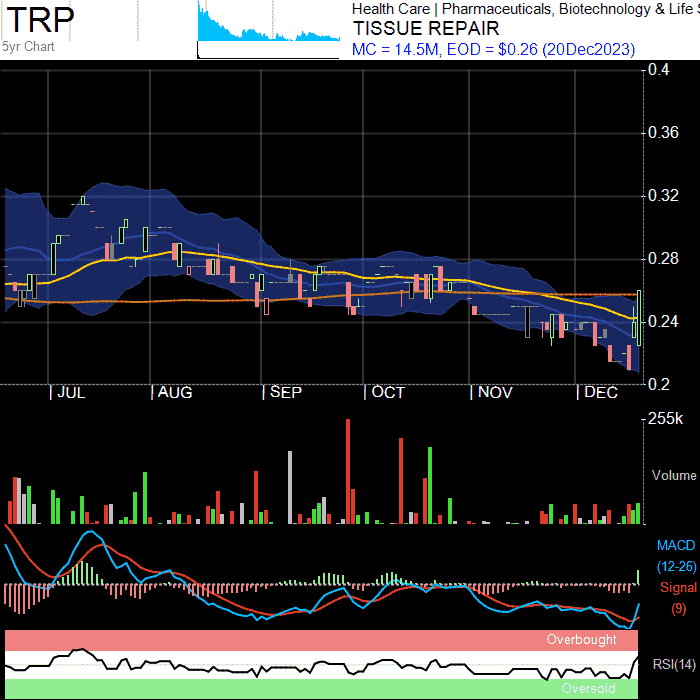 TRP
5yr Chart
Health Care | Pharmaceuticals, Biotechnology & Life
TISSUE REPAIR
MC = 14.5M, EOD = $0.26 (20Dec2023)
0.4
0.36
0.32
0.28
0.24
0.2
| JUL | AUG | SEP | OCT | NOV | DEC
255k
Volume
MACD
(12-26)
Signal
(9)
Overbought
RSI(14)
Oversold